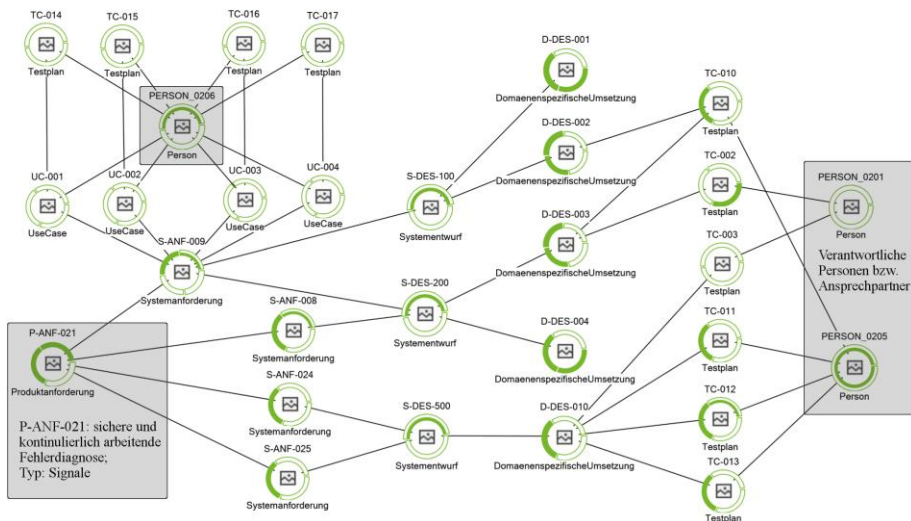 TC-014
TC-015
TC-016
TC-017
Testplan
Testplan
Testplan
Testplan
PERSON_0206
Person
UC-001
UC-002
UC-003
UC-004
UseCase
UseCase
UseCase
UseCase
S-ANF-009
Systemanforderung
P-ANF-021
Produktanforderung
P-ANF-021: sichere und
kontinulierlich arbeitende
Fehlerdiagnose;
Typ: Signale
S-ANF-008
Systemanforderung
S-ANF-024
Systemanforderung
S-ANF-025
Systemanforderung
S-DES-100
Systementwurf
S-DES-200
Systementwurf
S-DES-500
Systementwurf
D-DES-001
DomaenenspezifischeUmsetzung
D-DES-002
DomaenenspezifischeUmsetzung
D-DES-003
DomaenenspezifischeUmsetzung
D-DES-004
DomaenenspezifischeUmsetzung
D-DES-010
DomaenenspezifischeUmsetzung
TC-010
Testplan
TC-002
Testplan
TC-003
Testplan
TC-011
Testplan
TC-012
Testplan
TC-013
Testplan
PERSON_0201
Person
Verantwortliche
Personen bzw.
Ansprechpartner
PERSON_0205
Person